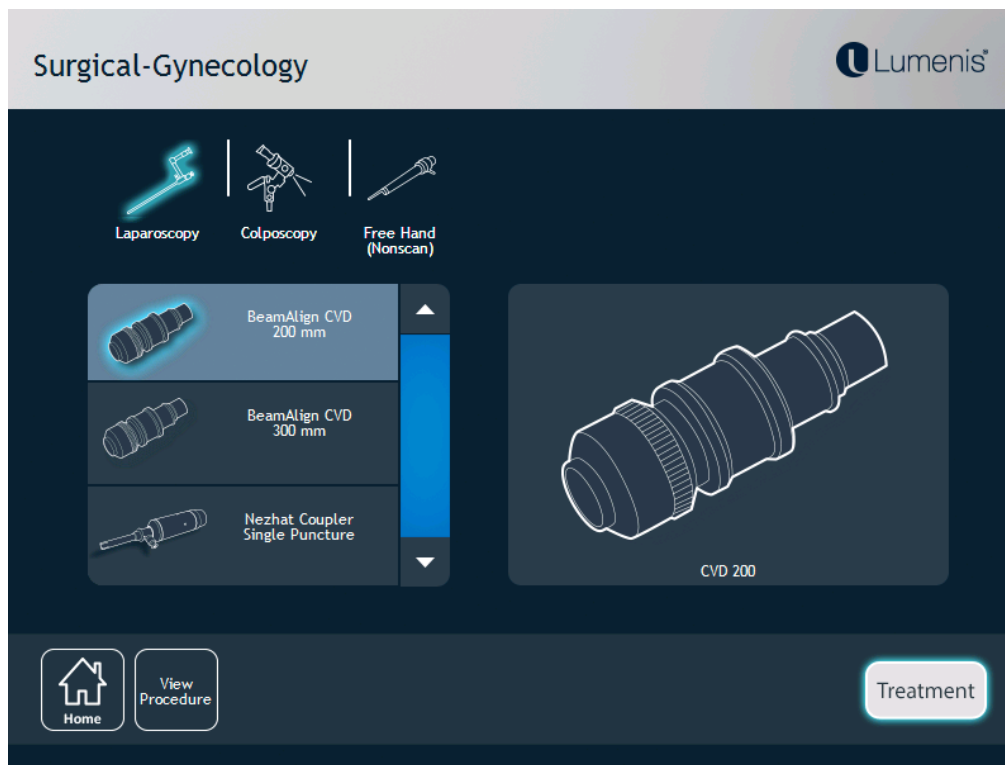 Surgical-Gynecology
Lumenis
Laparoscopy
Colposcopy
Free Hand
(Nonscan)
BeamAlign CVD
200 mm
BeamAlign CVD
300 mm
Nezhat Coupler
Single Puncture
CVD 200
Home
View
Procedure
Treatment